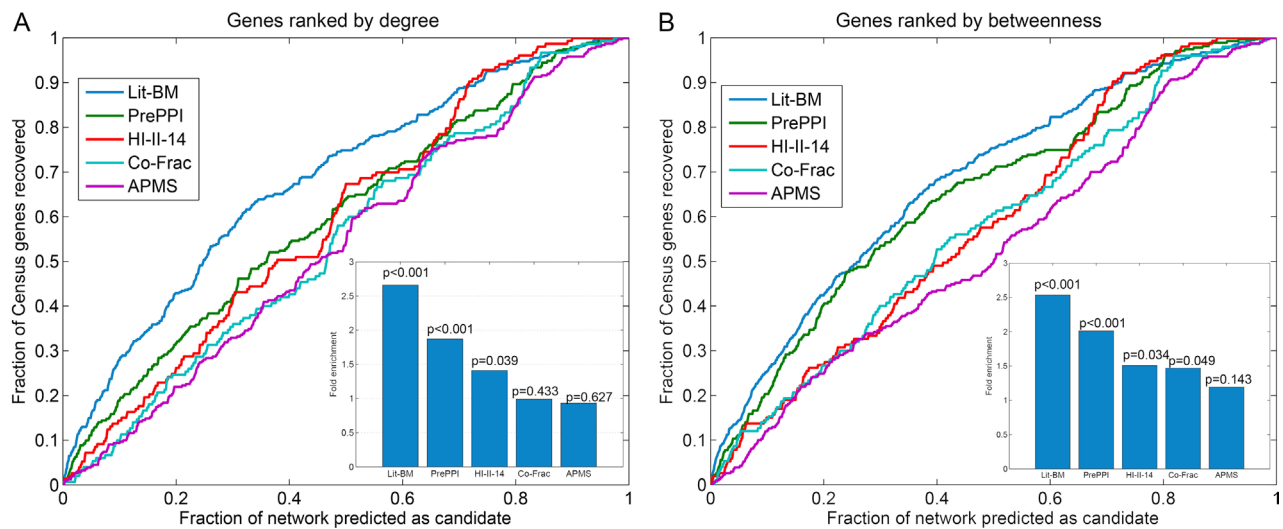 A
Genes ranked by degree
Fraction of Census genes recovered
1
0.9
0.8
0.7
0.6
0.5
0.4
0.3
0.2
0.1
0
Lit-BM
PrePPI
HI-II-14
Co-Frac
APMS
Fold enrichment
3
2.5
2
1.5
1
0.5
0
p<0.001
p<0.001
p=0.039
p=0.433
p=0.627
Lit-BM PrePPI HI-II-14 Co-Frac APMS
0 0.2 0.4 0.6 0.8 1
Fraction of network predicted as candidate
B
Genes ranked by betweenness
Fraction of Census genes recovered
1
0.9
0.8
0.7
0.6
0.5
0.4
0.3
0.2
0.1
0
Lit-BM
PrePPI
HI-II-14
Co-Frac
APMS
Fold enrichment
3
2.5
2
1.5
1
0.5
0
p<0.001
p<0.001
p=0.034
p=0.049
p=0.143
Lit-BM PrePPI HI-II-14 Co-Frac APMS
0 0.2 0.4 0.6 0.8 1
Fraction of network predicted as candidate